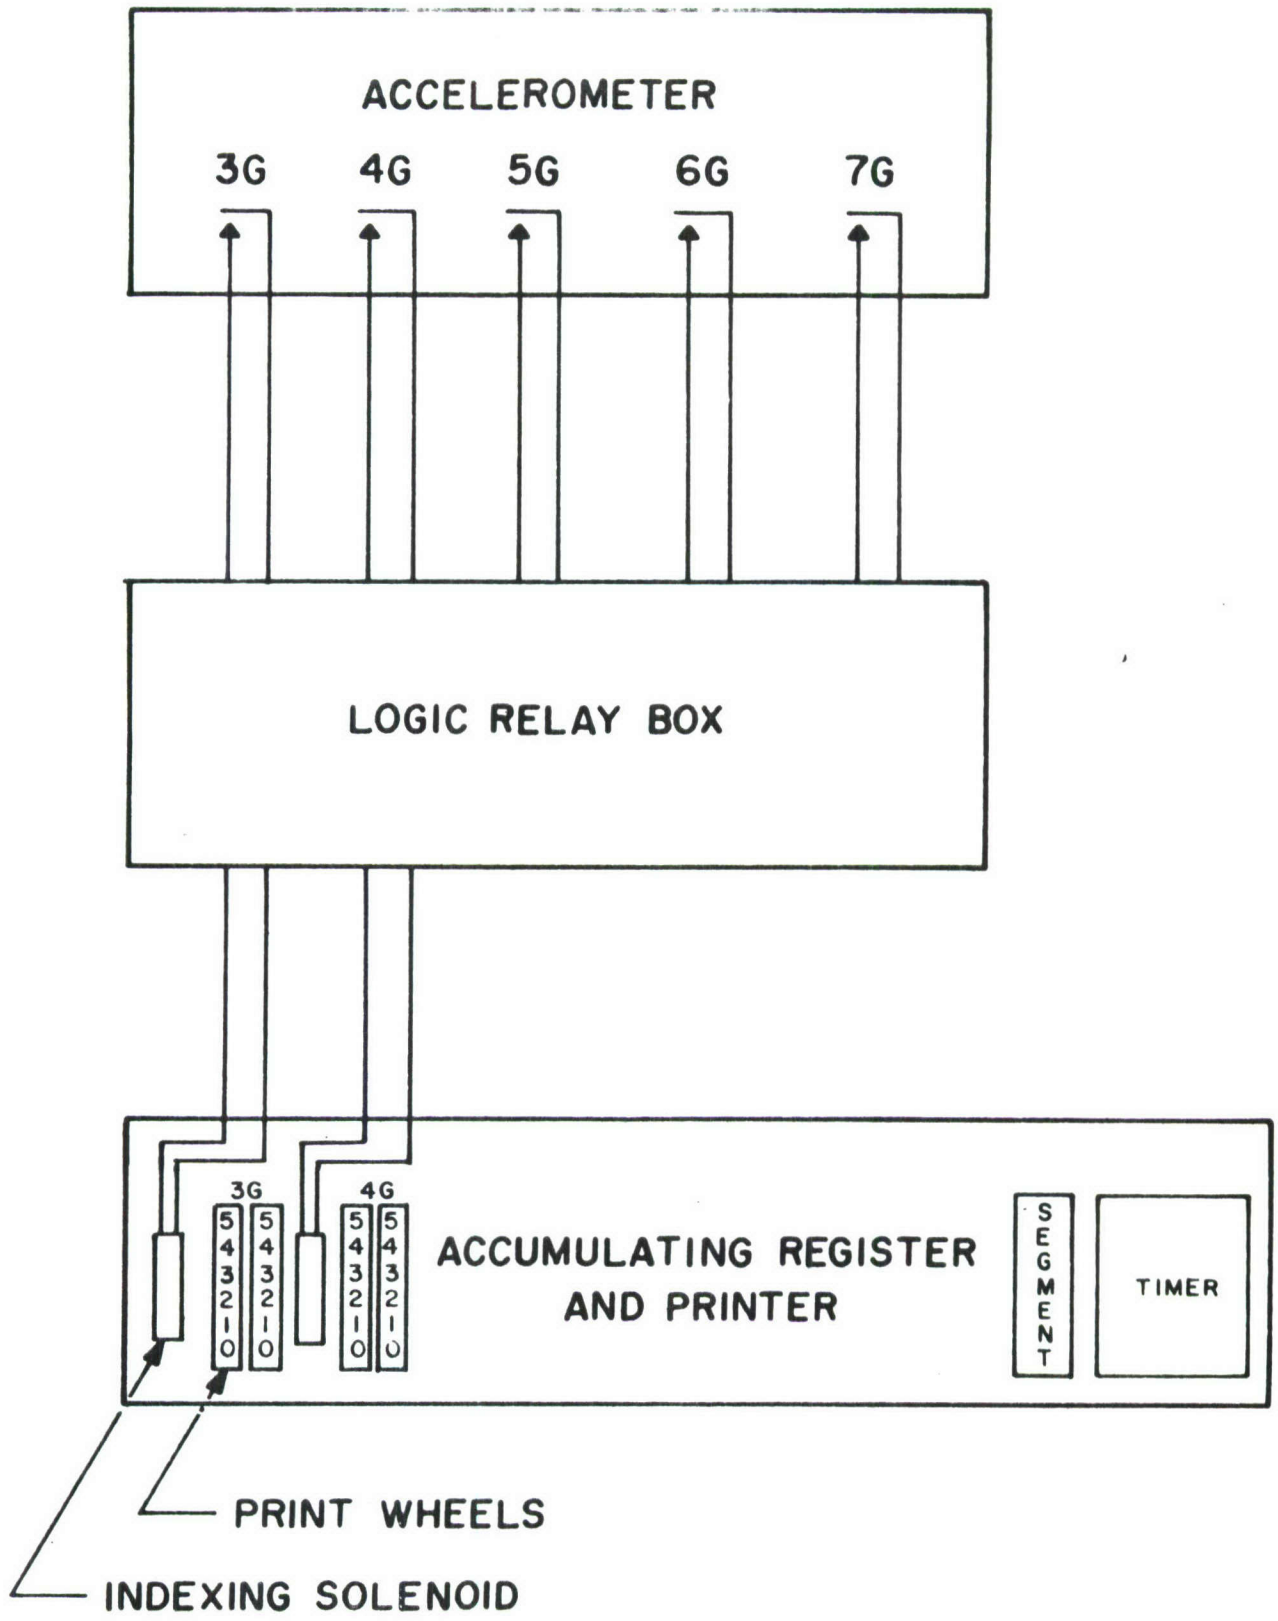 ACCELEROMETER
3G 4G 5G 6G 7G
LOGIC RELAY BOX
3G 4G
5 5 5 5
4 4 4 4
3 3 3 3
2 2 2 2
1 1 1 1
0 0 0 0
ACCUMULATING REGISTER
AND PRINTER
SEGMENT
TIMER
PRINT WHEELS
INDEXING SOLENOID